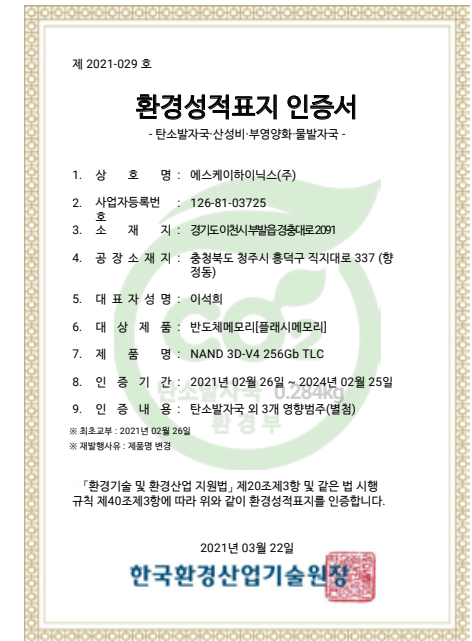 제 2021-029 호
환경성적표지 인증서
- 탄소발자국·산성비·부영양화·물발자국 -
1. 상 호 명 : 에스케이하이닉스(주)
2. 사업자등록번호 : 126-81-03725
3. 소 재 지 : 경기도 이천시 부발읍 경충대로 2091
4. 공 장 소 재 지 : 충청북도 청주시 흥덕구 직지대로 337 (향
정동)
5. 대 표 자 성 명 : 이석희
6. 대 상 제 품 : 반도체메모리[플래시메모리]
7. 제 품 명 : NAND 3D-V4 256Gb TLC
8. 인 증 기 간 : 2021년 02월 26일 ~ 2024년 02월 25일
탄소발자국 0.284kg
9. 인 증 내 용 : 탄소발자국 외 3개 영향범주(별첨)
환경부
CO2
※ 최초교부 : 2021년 02월 26일
※ 재발행사유 : 제품명 변경
「환경기술 및 환경산업 지원법」 제20조제3항 및 같은 법 시행
규칙 제40조제3항에 따라 위와 같이 환경성적표지를 인증합니다.
2021년 03월 22일
한국환경산업기술원장